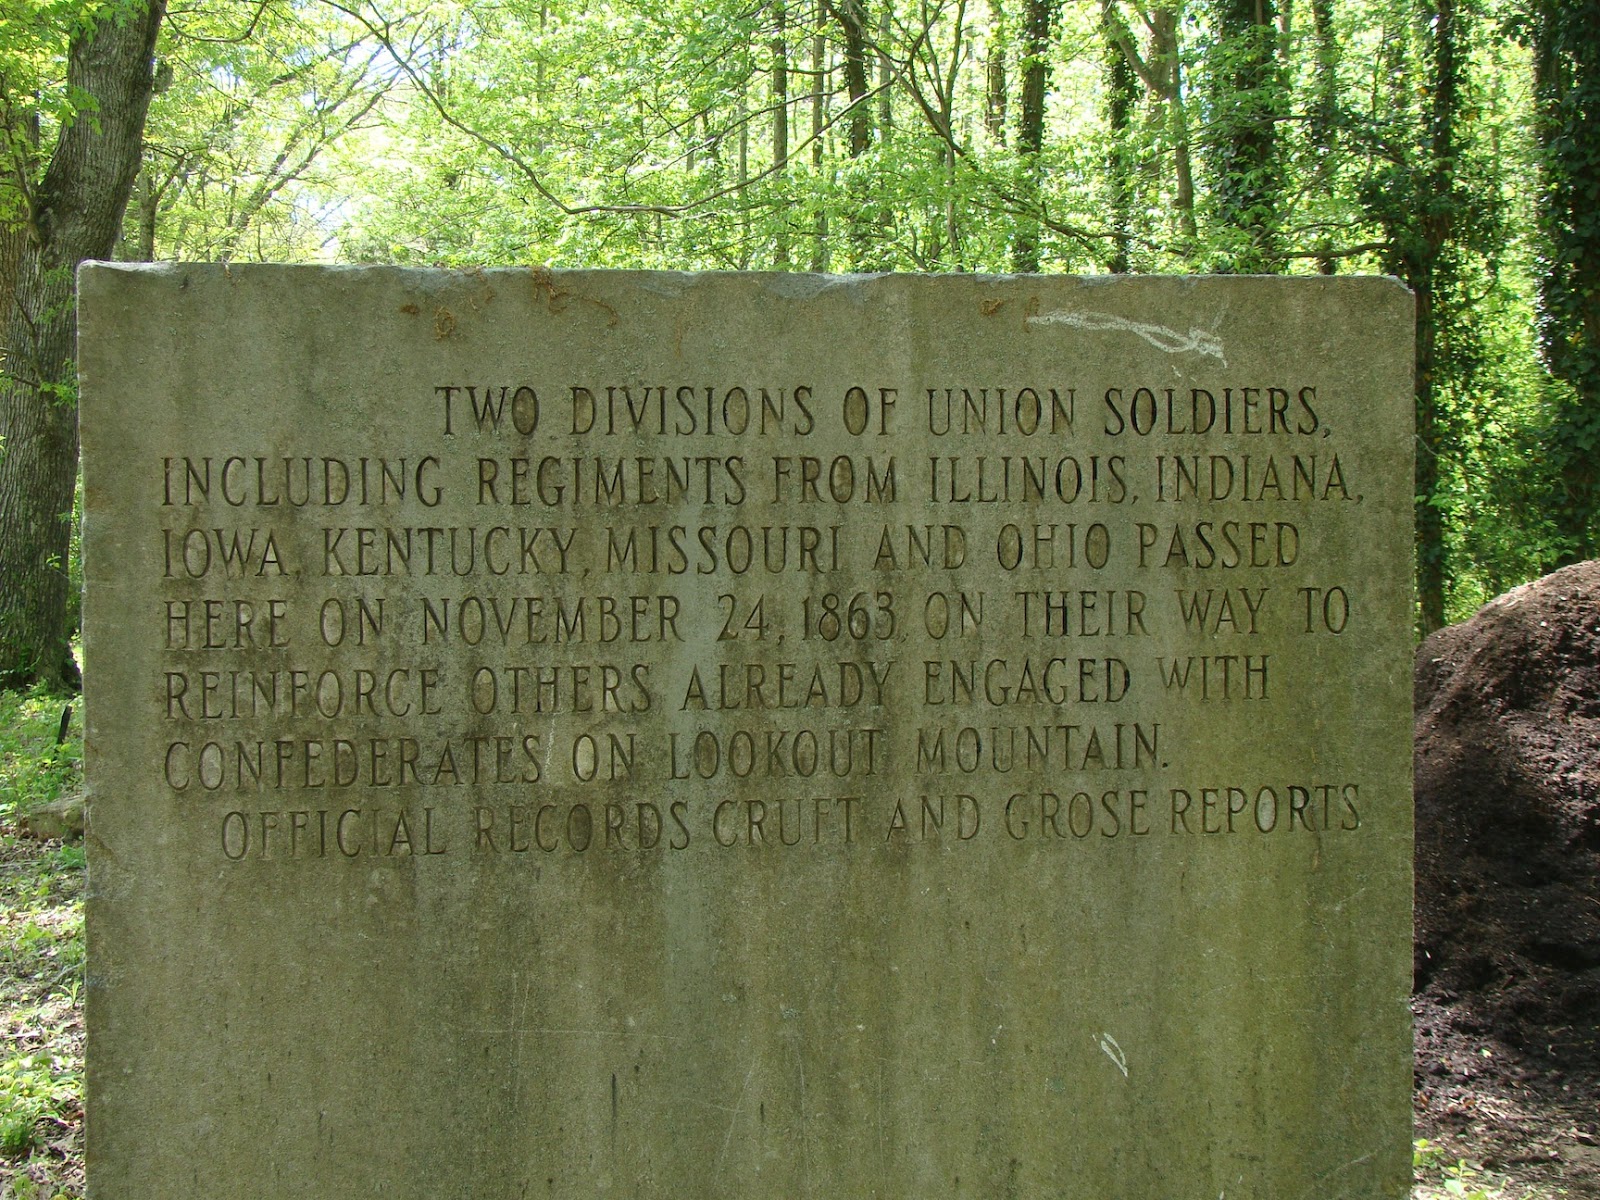 TWO DIVISIONS OF UNION SOLDIERS,
INCLUDING REGIMENTS FROM ILLINOIS, INDIANA,
IOWA, KENTUCKY, MISSOURI AND OHIO PASSED
HERE ON NOVEMBER 24, 1863, ON THEIR WAY TO
REINFORCE OTHERS ALREADY ENGAGED WITH
CONFEDERATES ON LOOKOUT MOUNTAIN.
OFFICIAL RECORDS CRUFT AND GROSE REPORTS